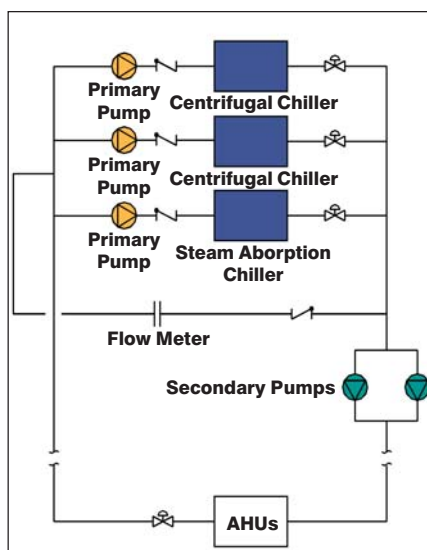 Primary
Pump
Centrifugal Chiller
Primary
Pump
Centrifugal Chiller
Primary
Pump
Steam Aborption
Chiller
Flow Meter
Secondary Pumps
AHUs